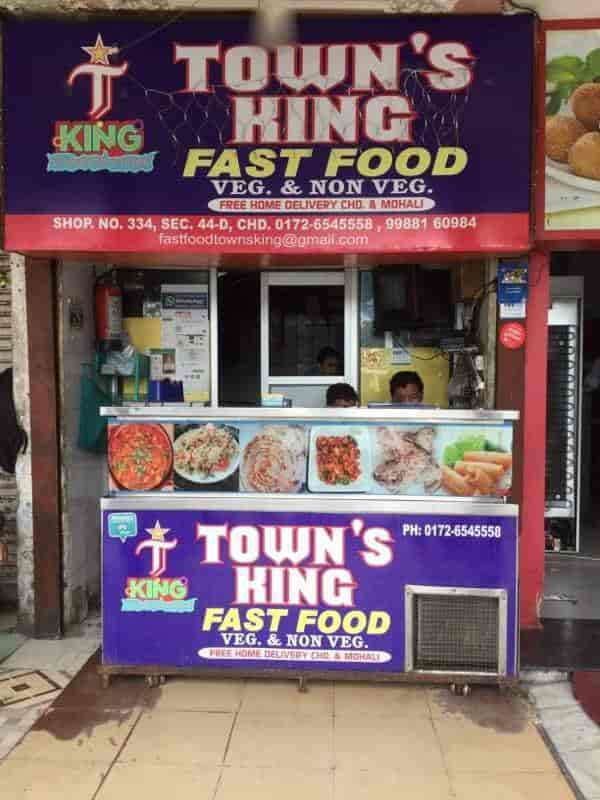 T
KING
TOWN'S
KING
FAST FOOD
VEG. & NON VEG.
FREE HOME DELIVERY CHD. & MOHALI
SHOP. NO. 334, SEC. 44-D, CHD. 0172-6545558 , 99881 60984
fastfoodtownsking@gmail.com
T
KING
TOWN'S
KING
FAST FOOD
VEG. & NON VEG.
FREE HOME DELIVERY CHD. & MOHALI
PH: 0172-6545558